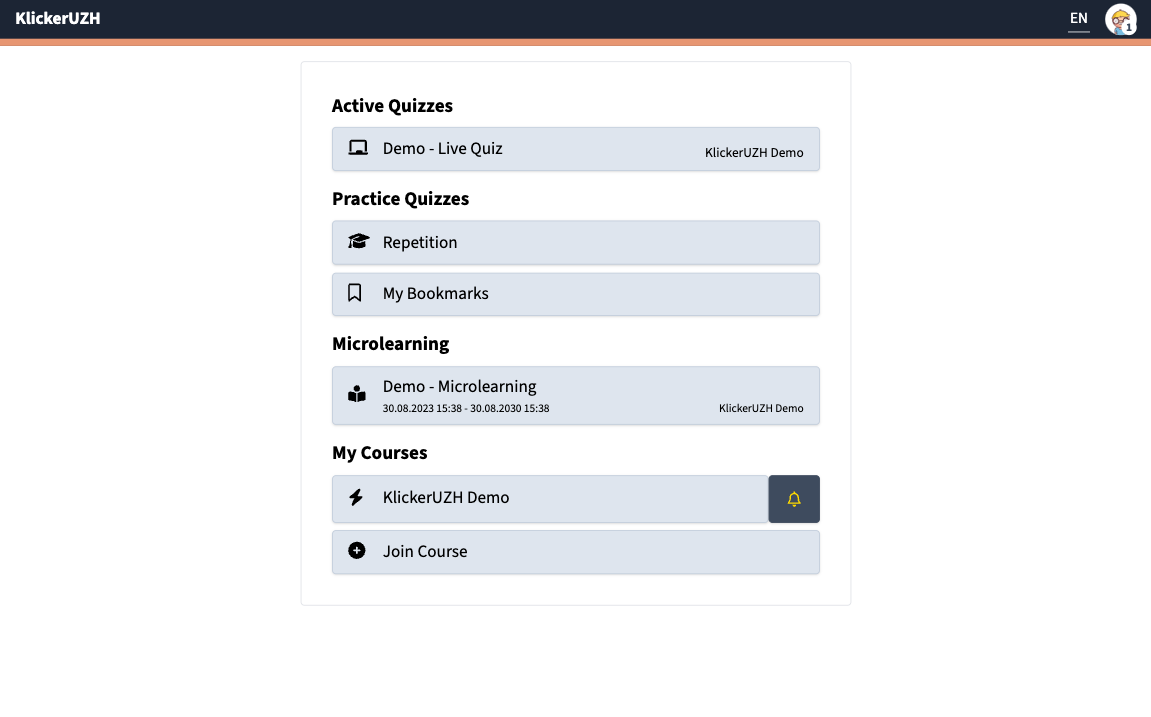 KlickerUZH
EN
1
Active Quizzes
Demo - Live Quiz
KlickerUZH Demo
Practice Quizzes
Repetition
My Bookmarks
Microlearning
Demo - Microlearning
30.08.2023 15:38 - 30.08.2030 15:38
KlickerUZH Demo
My Courses
KlickerUZH Demo
Join Course